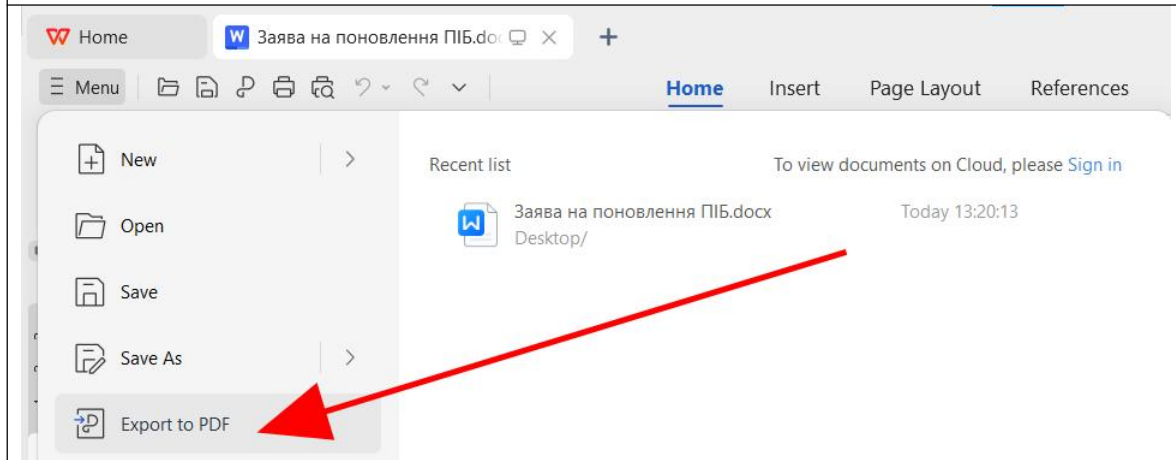 Home
Заява на поновлення ПІБ.doc
Menu
Home Insert Page Layout References
New
Recent list To view documents on Cloud, please Sign in
Заява на поновлення ПІБ.docx Today 13:20:13
Desktop/
Open
Save
Save As
Export to PDF